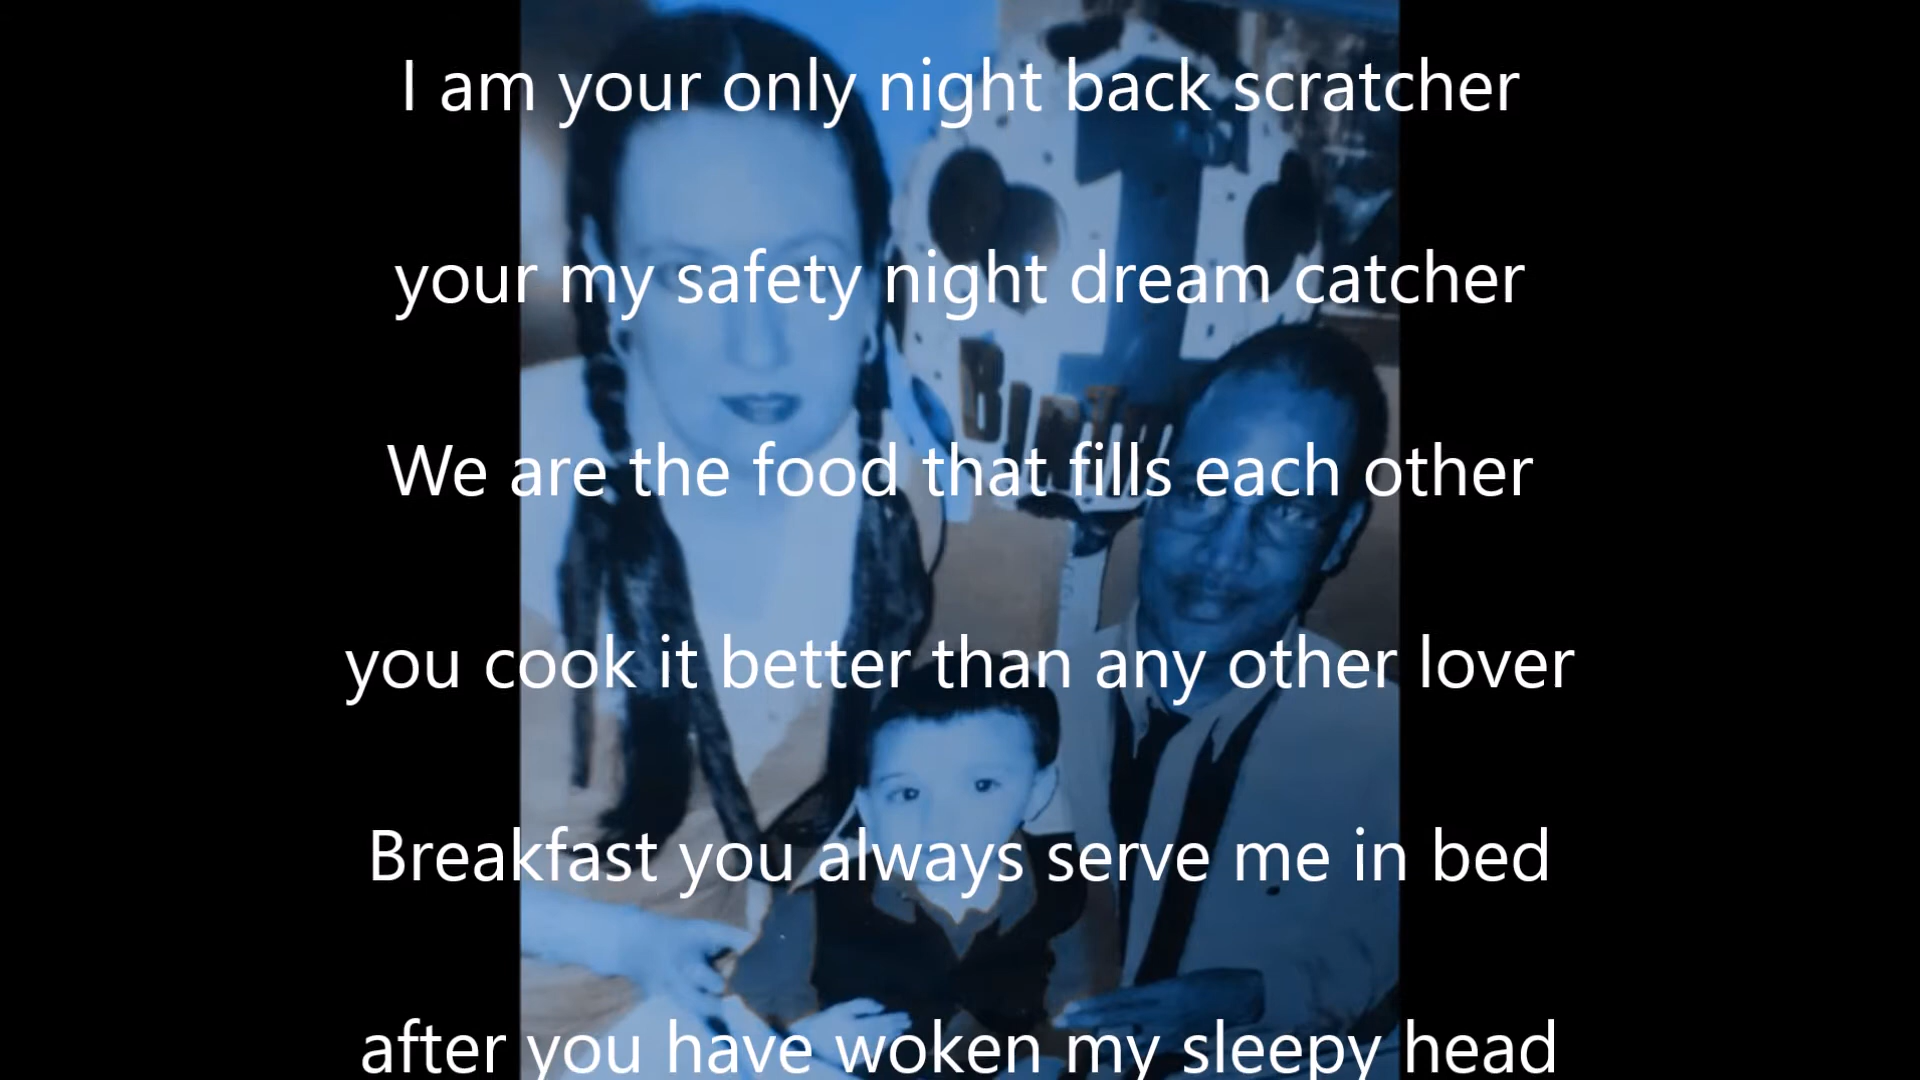 I am your only night back scratcher
your my safety night dream catcher
We are the food that fills each other
you cook it better than any other lover
Breakfast you always serve me in bed
after you have woken my sleepy head